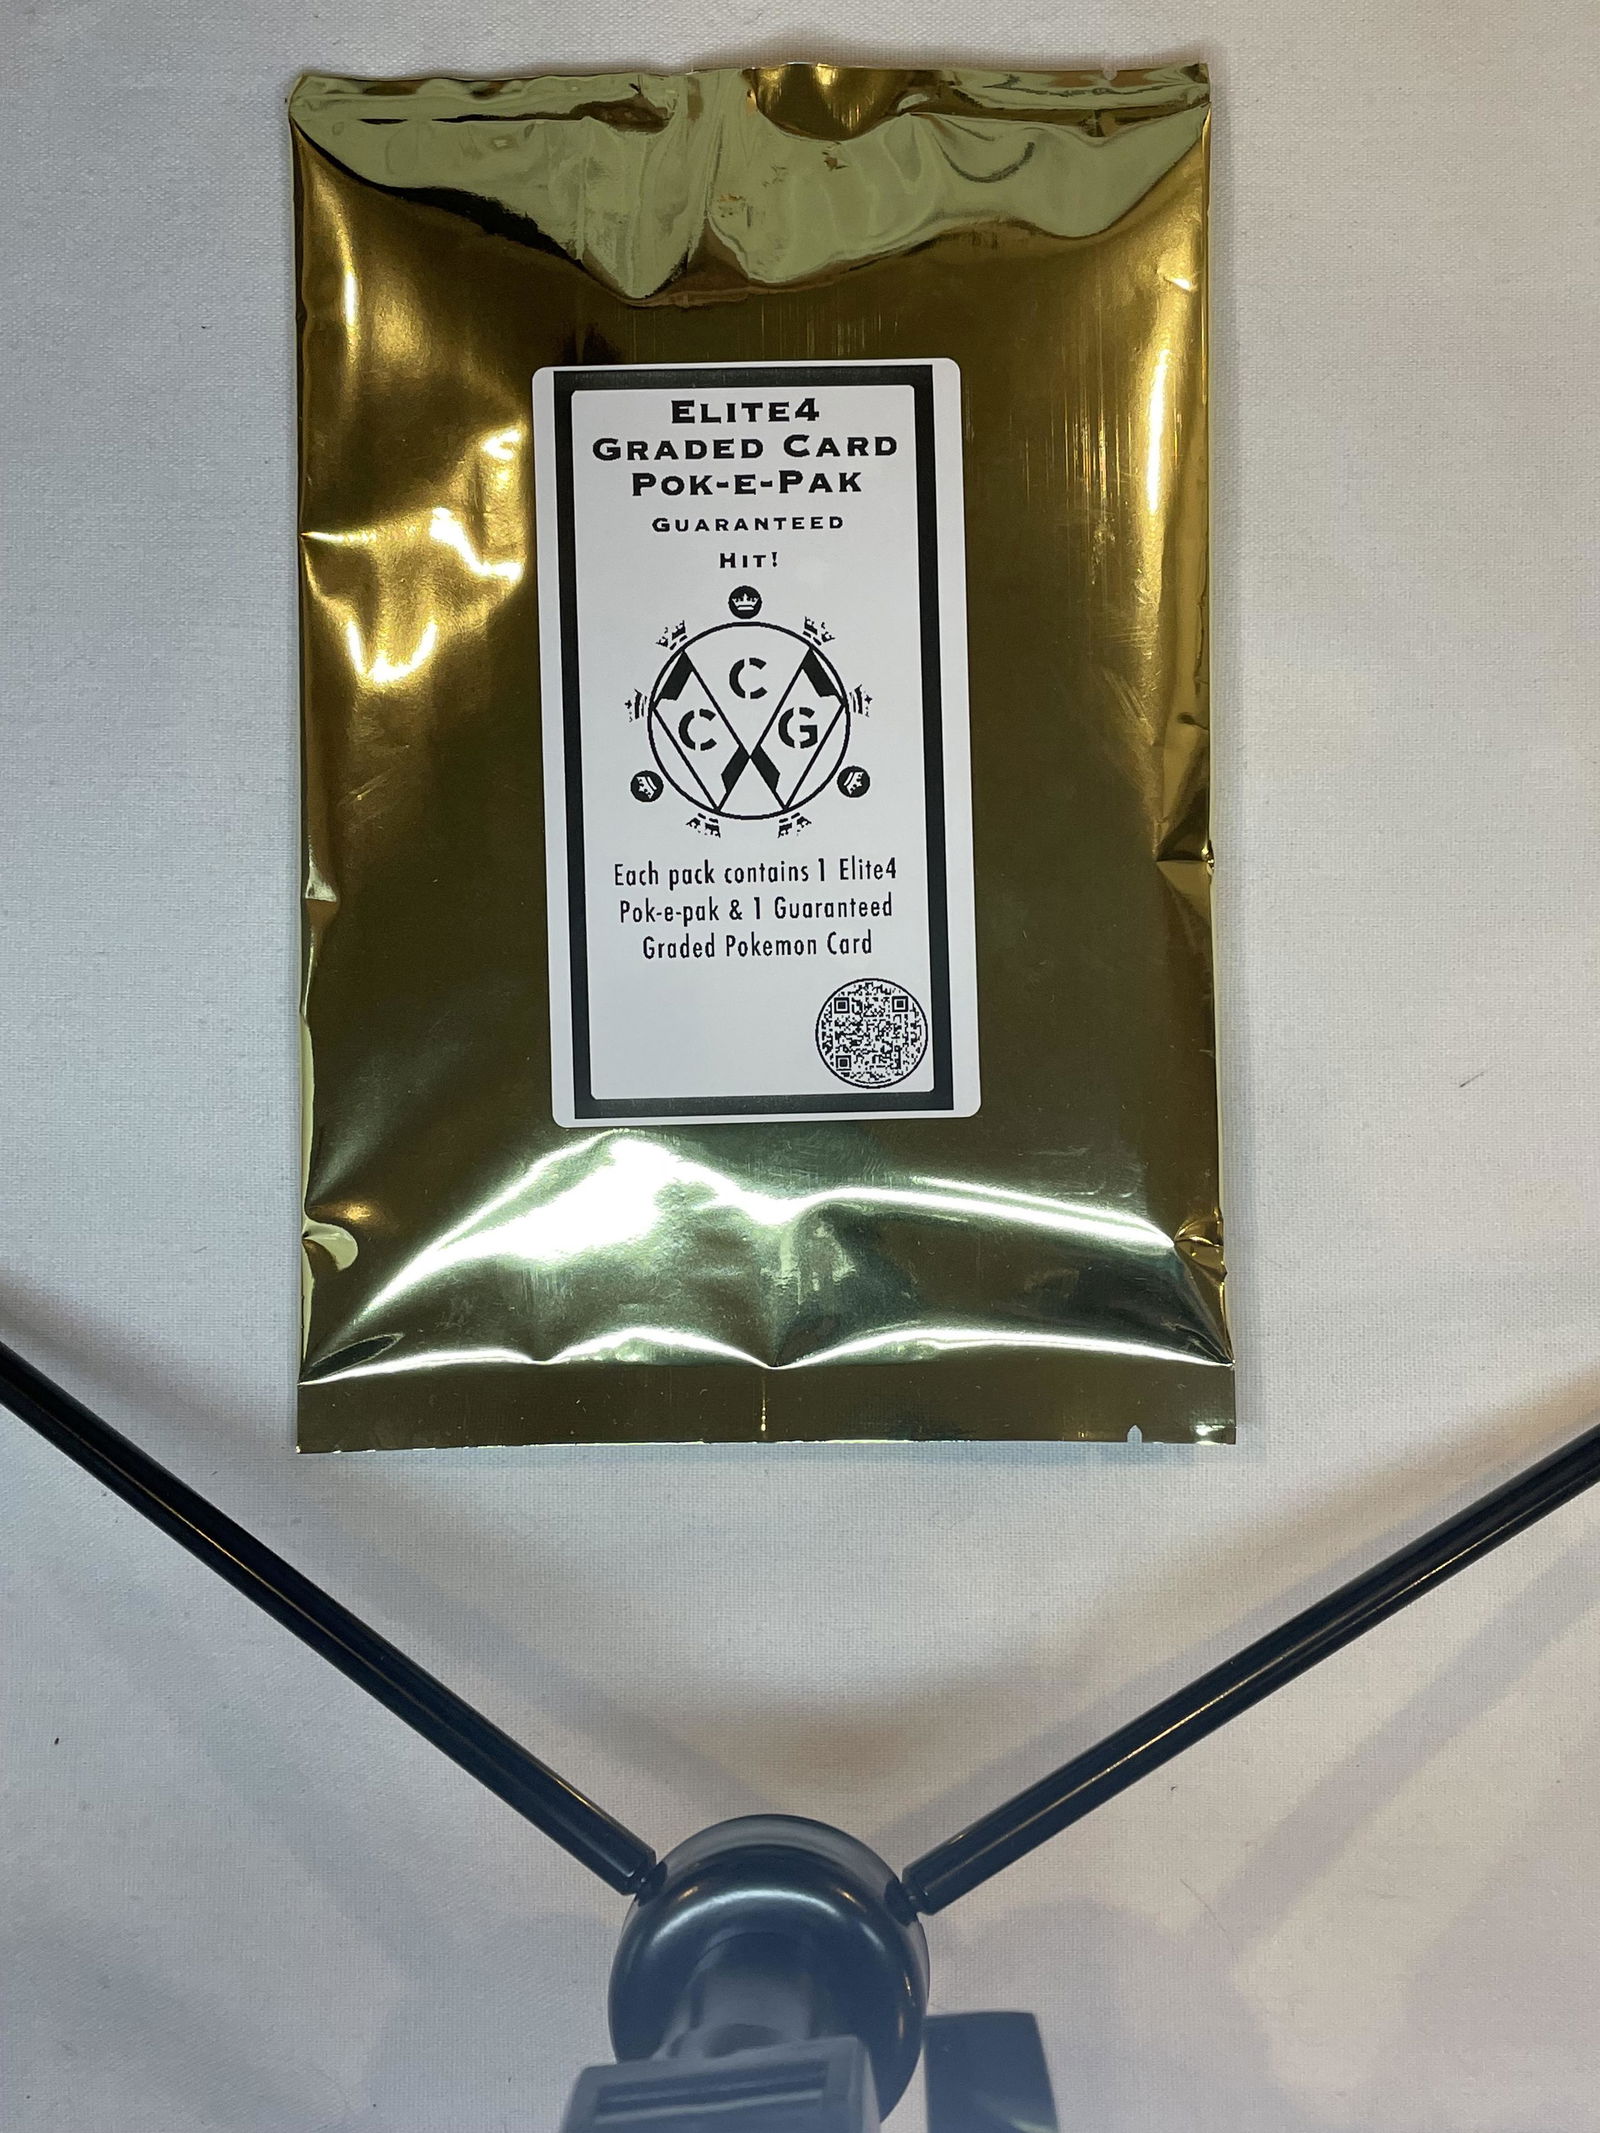 Elite4
Graded Card
Pok-e-Pak
Guaranteed
Hit!
C
C G
Each pack contains 1 Elite4
Pok-e-pak & 1 Guaranteed
Graded Pokemon Card